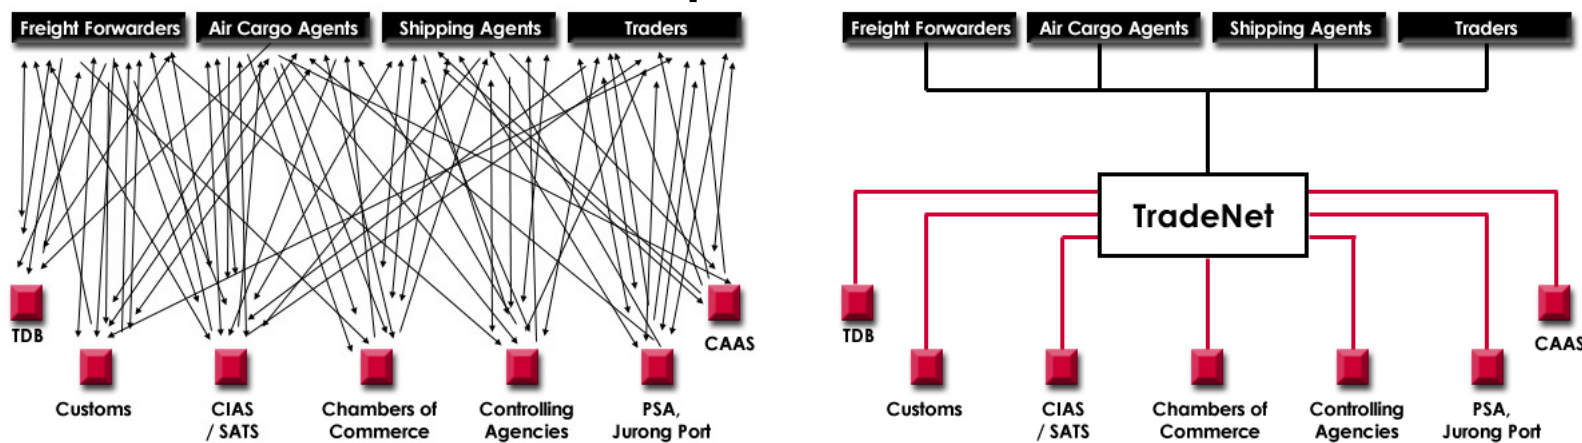 Freight Forwarders
Air Cargo Agents
Shipping Agents
Traders
TDB
CAAS
Customs
CIAS
/ SATS
Chambers of
Commerce
Controlling
Agencies
PSA,
Jurong Port
Freight Forwarders
Air Cargo Agents
Shipping Agents
Traders
TradeNet
TDB
CAAS
Customs
CIAS
/ SATS
Chambers of
Commerce
Controlling
Agencies
PSA,
Jurong Port